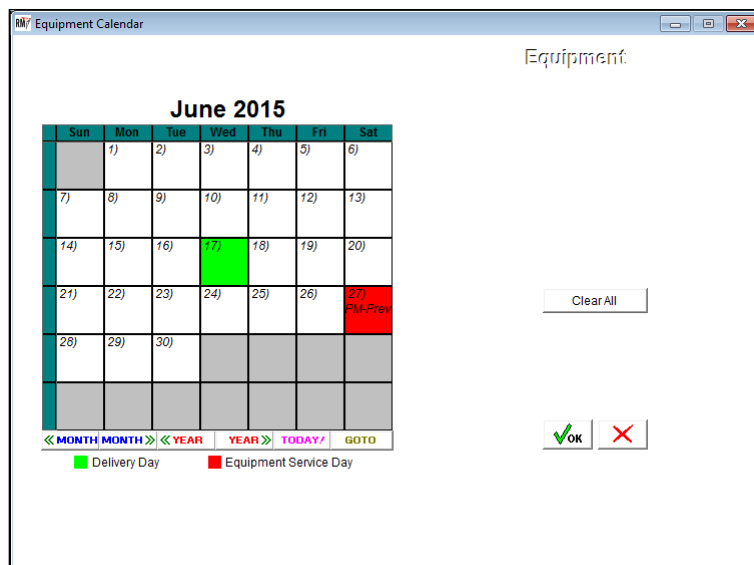 RM Equipment Calendar
Equipment
June 2015
Sun Mon Tue Wed Thu Fri Sat
1) 2) 3) 4) 5) 6)
7) 8) 9) 10) 11) 12) 13)
14) 15) 16) 17) 18) 19) 20)
21) 22) 23) 24) 25) 26) 27)
PM-Prev
Clear All
28) 29) 30)
MONTH MONTH YEAR YEAR TODAY! GOTO
OK
Delivery Day Equipment Service Day